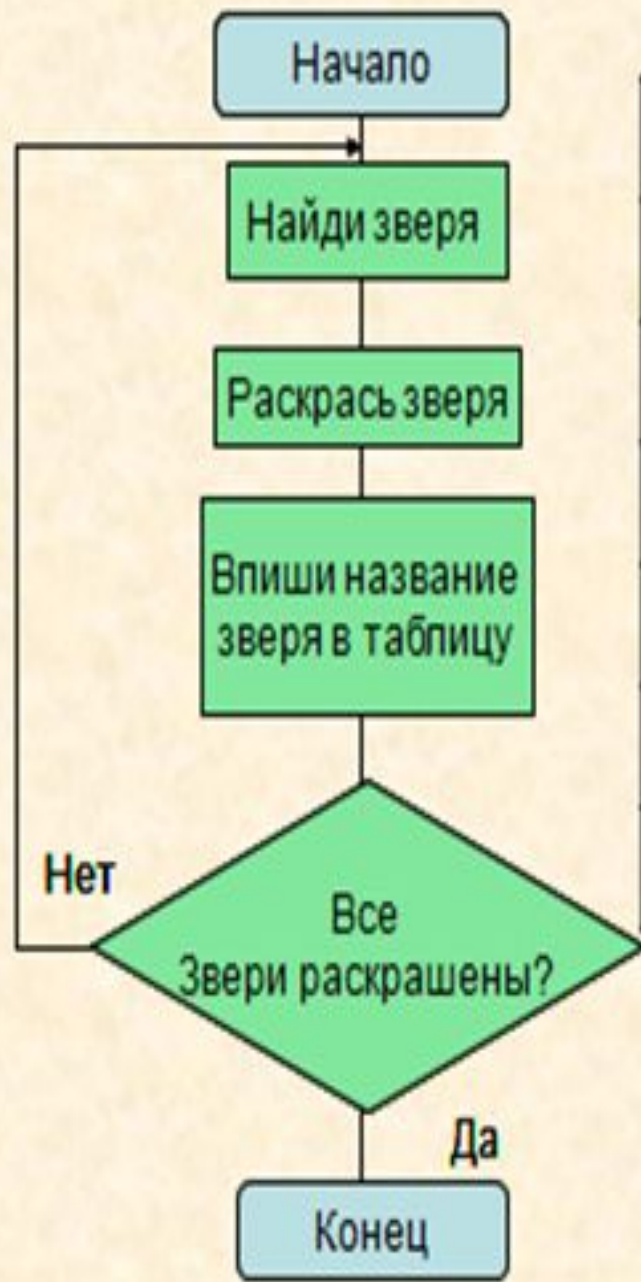 Начало
Найди зверя
Раскрась зверя
Впиши название
зверя в таблицу
Нет
Все
Звери раскрашены?
Да
Конец